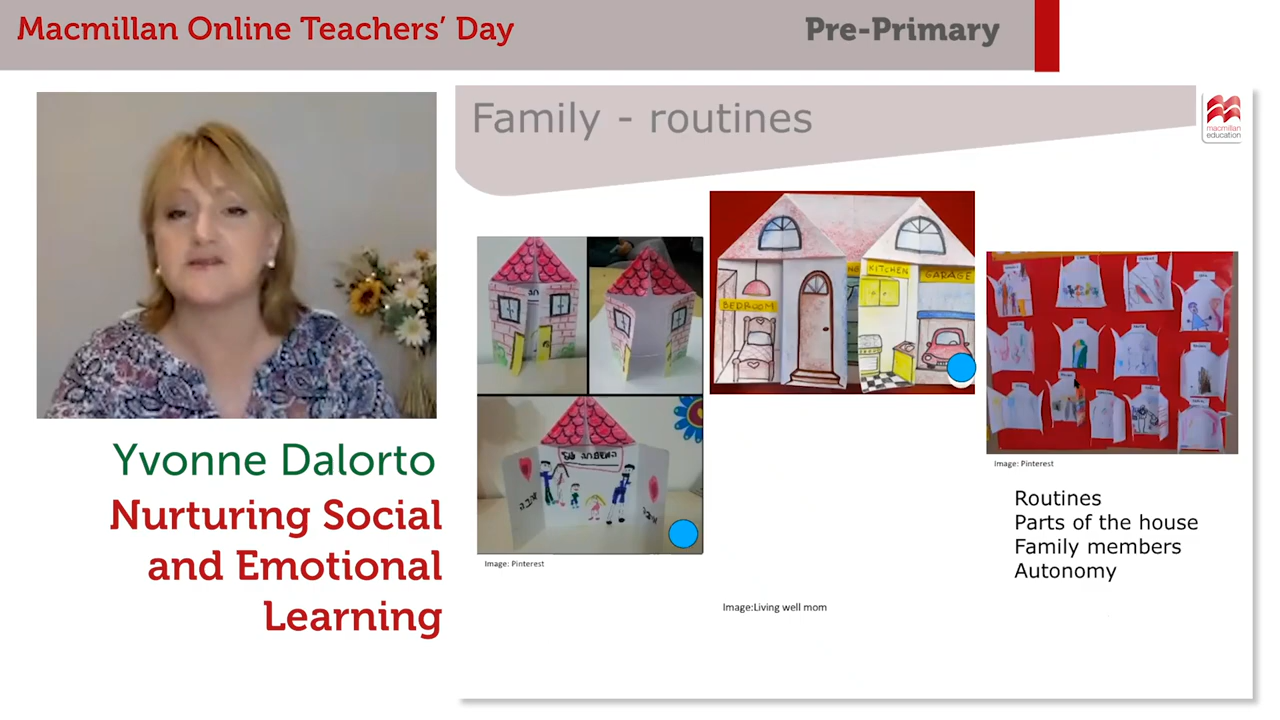 Macmillan Online Teachers’ Day
Pre-Primary
Family - routines
macmillan
education
KITCHEN
GARAGE
BEDROOM
Image: Pinterest
Image: Pinterest
Image:Living well mom
Routines
Parts of the house
Family members
Autonomy
Yvonne Dalorto
Nurturing Social
and Emotional
Learning